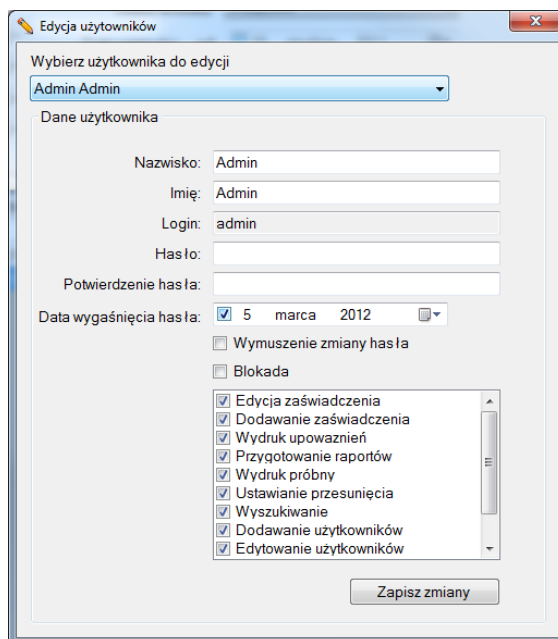 Edycja użytowników
Wybierz użytkownika do edycji
Admin Admin
Dane użytkownika
Nazwisko: Admin
Imię: Admin
Login: admin
Hasło:
Potwierdzenie hasła:
Data wygaśnięcia hasła: 5 marca 2012
Wymuszenie zmiany hasła
Blokada
Edycja zaświadczenia
Dodawanie zaświadczenia
Wydruk upoważnień
Przygotowanie raportów
Wydruk próbny
Ustawianie przesunięcia
Wyszukiwanie
Dodawanie użytkowników
Edytowanie użytkowników
Zapisz zmiany